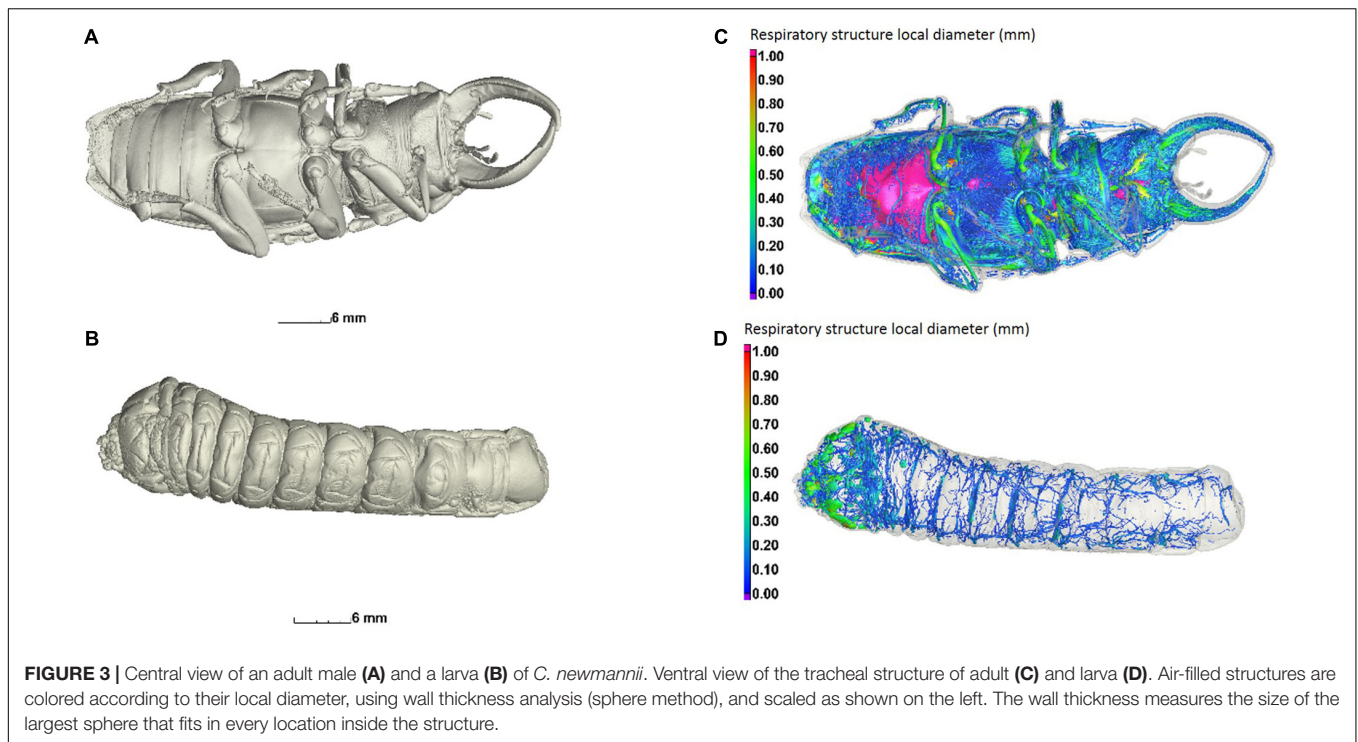 A
6 mm
B
6 mm
C
Respiratory structure local diameter (mm)
1.00
0.90
0.80
0.70
0.60
0.50
0.40
0.30
0.20
0.10
0.00
D
Respiratory structure local diameter (mm)
1.00
0.90
0.80
0.70
0.60
0.50
0.40
0.30
0.20
0.10
0.00
FIGURE 3 | Central view of an adult male (A) and a larva (B) of C. newmannii. Ventral view of the tracheal structure of adult (C) and larva (D). Air-filled structures are
colored according to their local diameter, using wall thickness analysis (sphere method), and scaled as shown on the left. The wall thickness measures the size of the
largest sphere that fits in every location inside the structure.